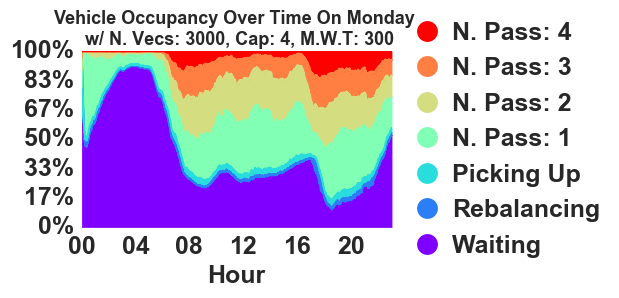 Vehicle Occupancy Over Time On Monday
w/ N. Vecs: 3000, Cap: 4, M.W.T: 300
100%
83%
67%
50%
33%
17%
0%
00 04 08 12 16 20
Hour
N. Pass: 4
N. Pass: 3
N. Pass: 2
N. Pass: 1
Picking Up
Rebalancing
Waiting